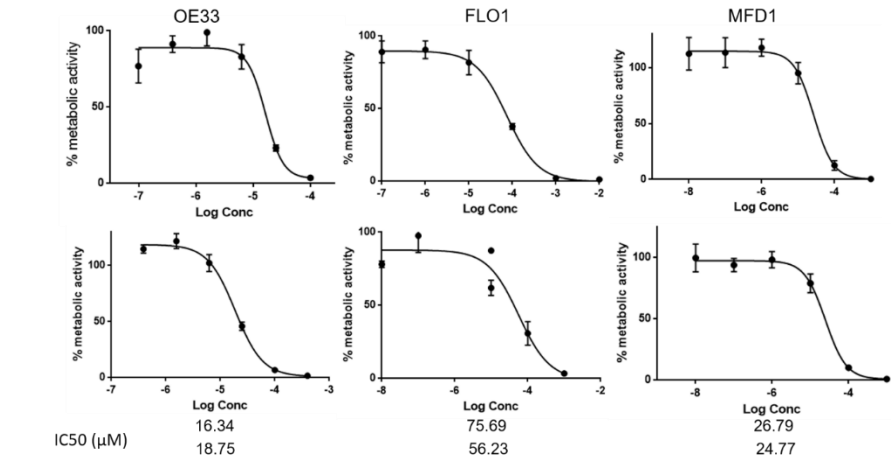 OE33 FLO1 MFD1
% metabolic activity
100
50
0
-7 -6 -5 -4
Log Conc
% metabolic activity
100
50
0
-7 -6 -5 -4 -3 -2
Log Conc
% metabolic activity
100
50
0
-8 -6 -4
Log Conc
% metabolic activity
100
50
0
-7 -6 -5 -4 -3
Log Conc
% metabolic activity
100
50
0
-8 -6 -4 -2
Log Conc
% metabolic activity
100
50
0
-8 -6 -4
Log Conc
IC50 (μM)
16.34 75.69 26.79
18.75 56.23 24.77